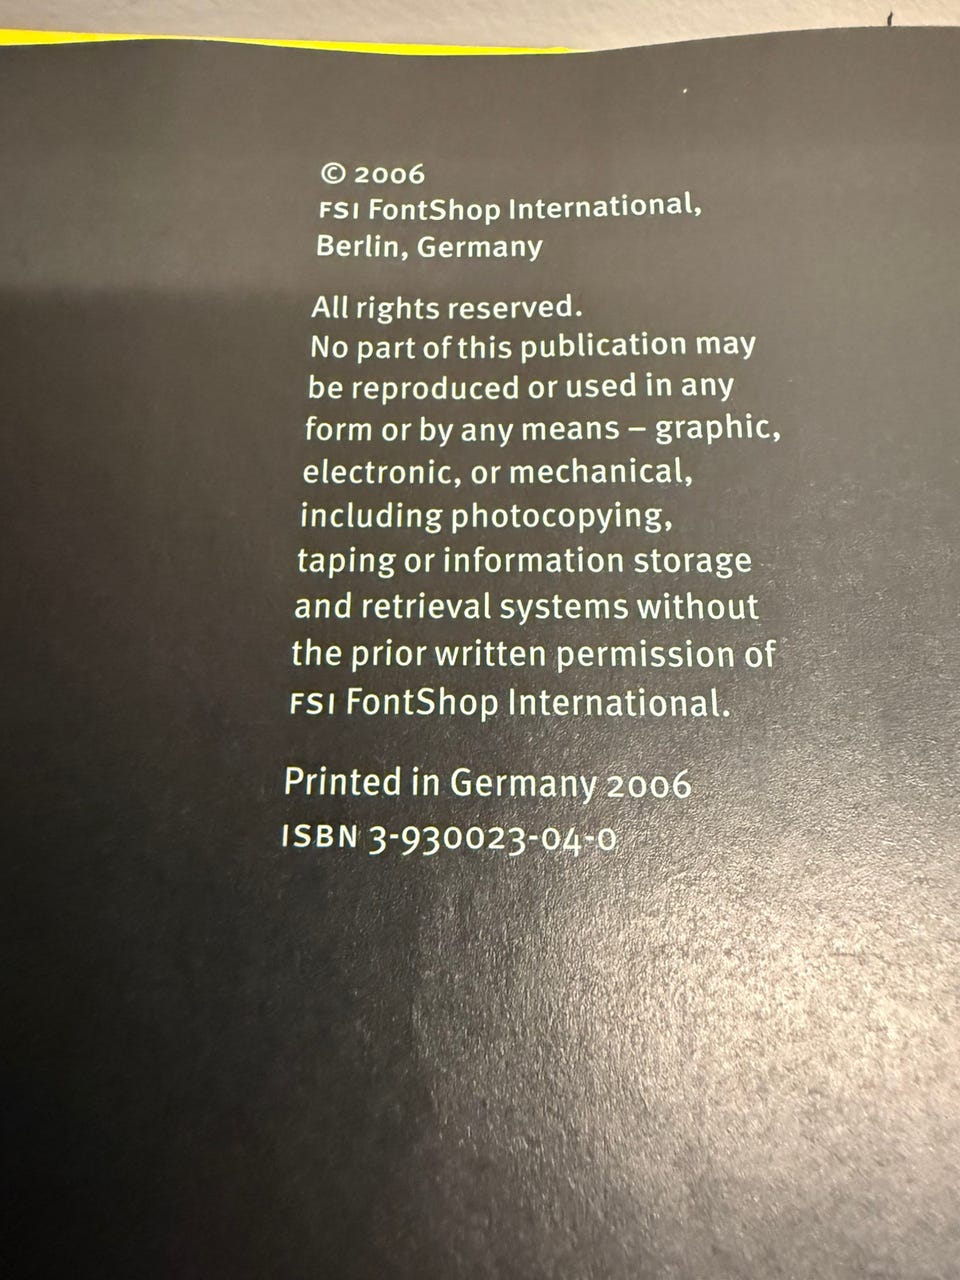 © 2006
FSI FontShop International,
Berlin, Germany
All rights reserved.
No part of this publication may
be reproduced or used in any
form or by any means – graphic,
electronic, or mechanical,
including photocopying,
taping or information storage
and retrieval systems without
the prior written permission of
FSI FontShop International.
Printed in Germany 2006
ISBN 3-930023-04-0